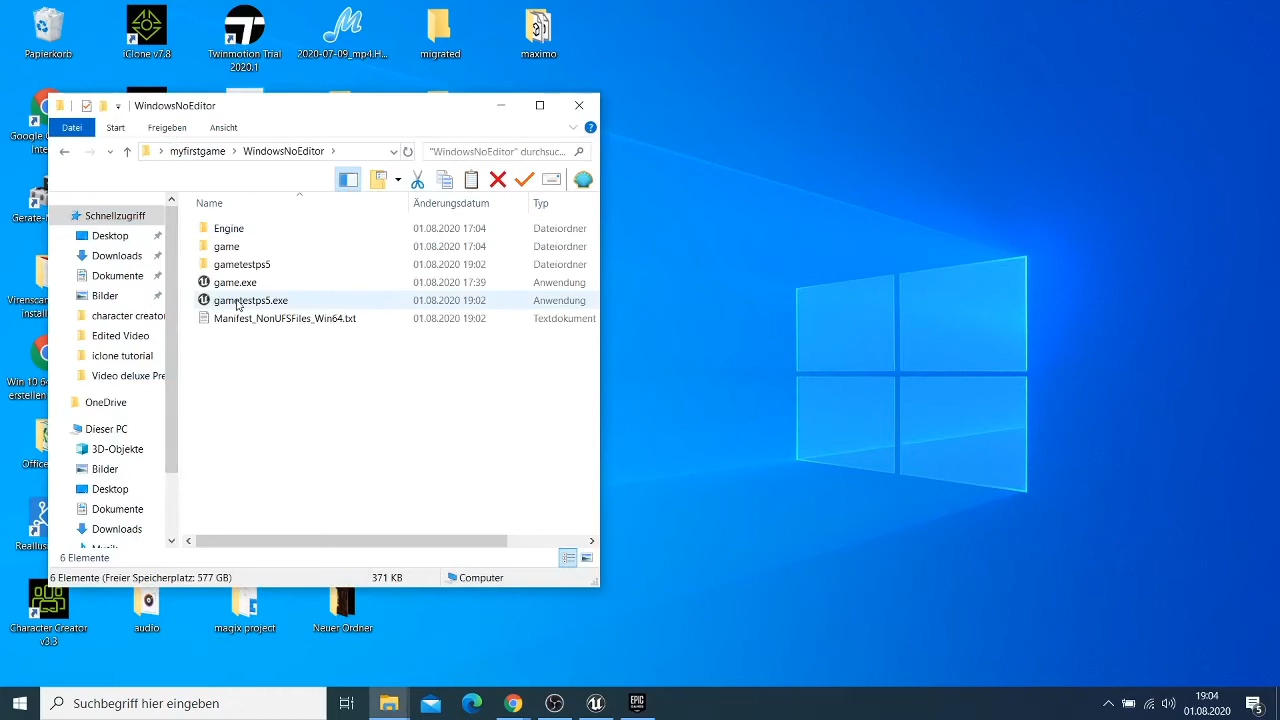 Papierkorb
iClone v7.8
Twinmotion Trial
2020.1
2020-07-09_mp4.H...
migrated
maximo
WindowsNoEditor
Datei
Start
Freigeben
Ansicht
?
myfirstgame > WindowsNoEditor >
"WindowsNoEditor" durchsuc...
Name
Änderungsdatum
Typ
Schnellzugriff
Desktop
Downloads
Dokumente
Bilder
character creator
Edited Video
iclone tutorial
Video deluxe Pre
OneDrive
Dieser PC
3D-Objekte
Bilder
Desktop
Dokumente
Downloads
Engine 01.08.2020 17:04 Dateiordner
game 01.08.2020 17:04 Dateiordner
gametestps5 01.08.2020 19:02 Dateiordner
game.exe 01.08.2020 17:39 Anwendung
gametestps5.exe 01.08.2020 19:02 Anwendung
Manifest_NonUFSFiles_Win64.txt 01.08.2020 19:02 Textdokument
6 Elemente
6 Elemente (Freier Speicherplatz: 577 GB) 371 KB Computer
Google
Inte
Geräte-
Virenscan
install
Win 10 64
erstellen
Office
Reallus
Character Creator
v3.3
audio
magix project
Neuer Ordner
Suchbegriff hier eingeben
EPIC
GAMES
19:04
01.08.2020
5